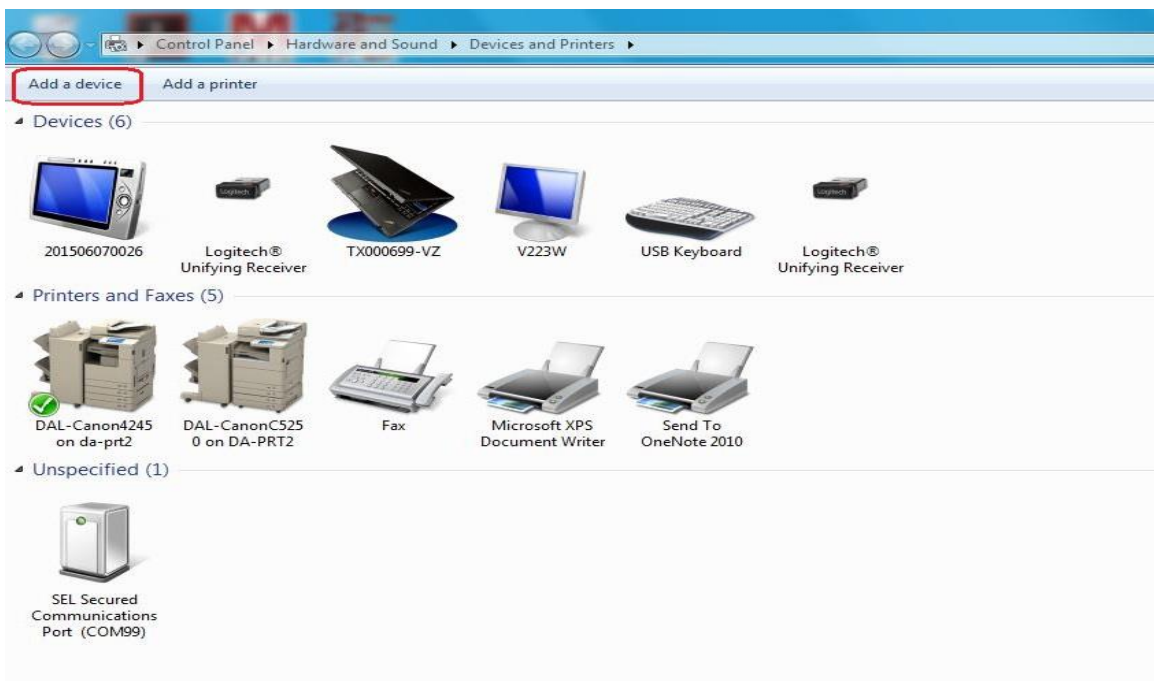 Control Panel ▸ Hardware and Sound ▸ Devices and Printers ▸
Add a device Add a printer
Devices (6)
Logitech
Logitech
201506070026 Logitech® TX000699-VZ V223W USB Keyboard Logitech®
Unifying Receiver Unifying Receiver
Printers and Faxes (5)
DAL-Canon4245 DAL-CanonC525 Fax Microsoft XPS Send To
on da-prt2 0 on DA-PRT2 Document Writer OneNote 2010
Unspecified (1)
SEL Secured
Communications
Port (COM99)